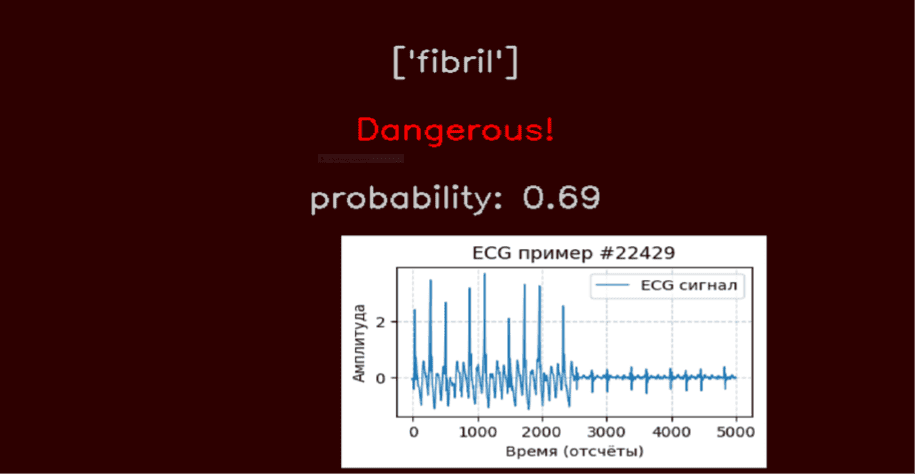 ['fibril']
Dangerous!
probability: 0.69
ECG пример #22429
ECG сигнал
Амплитуда
2
0
0 1000 2000 3000 4000 5000
Время (отсчёты)